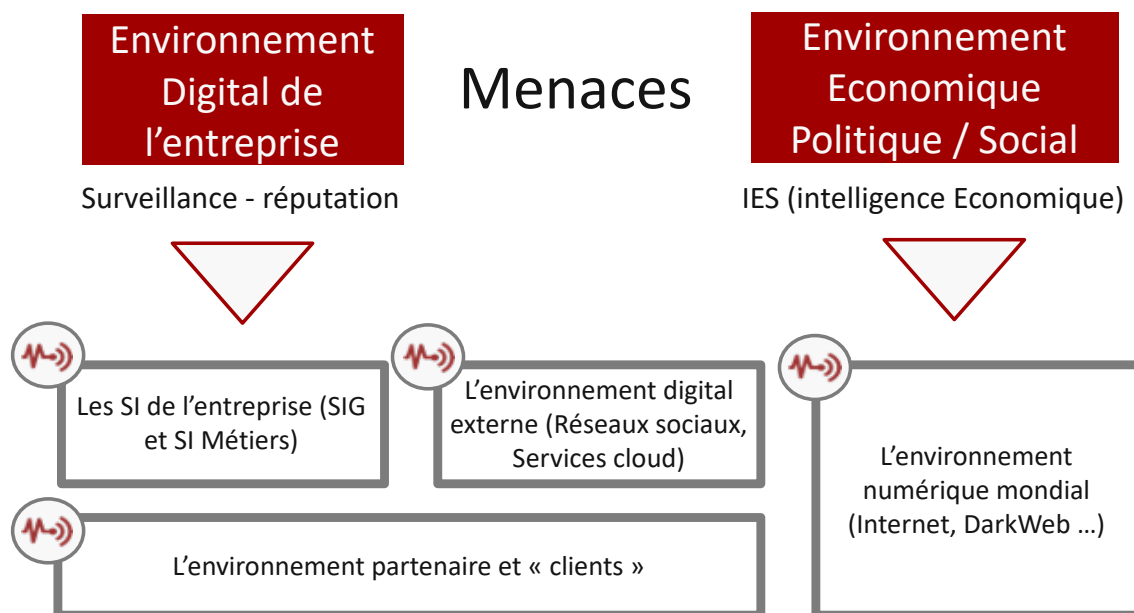 Environnement
Digital de
l’entreprise
Menaces
Environnement
Economique
Politique / Social
Surveillance - réputation
IES (intelligence Economique)
Les SI de l’entreprise (SIG
et SI Métiers)
L’environnement digital
externe (Réseaux sociaux,
Services cloud)
L’environnement
numérique mondial
(Internet, DarkWeb …)
L’environnement partenaire et « clients »